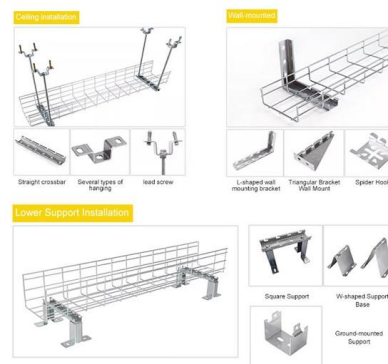 Ceiling installation
Wall-mounted
Straight crossbar
Several types of
hanging
lead screw
L-shaped wall
mounting bracket
Triangular Bracket
Wall Mount
Spider Hook
Lower Support Installation
Square Support
W-shaped Support
Base
Ground-mounted
Support